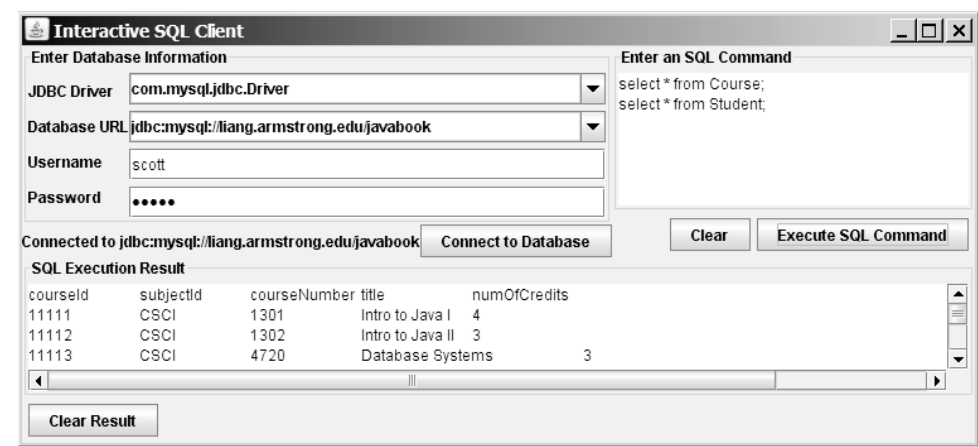 Interactive SQL Client
Enter Database Information
JDBC Driver com.mysql.jdbc.Driver
Database URL jdbc:mysql://liang.armstrong.edu/javabook
Username scott
Password •••••
Enter an SQL Command
select * from Course;
select * from Student;
Connected to jdbc:mysql://liang.armstrong.edu/javabook Connect to Database Clear Execute SQL Command
SQL Execution Result
courseId subjectId courseNumber title numOfCredits
11111 CSCI 1301 Intro to Java I 4
11112 CSCI 1302 Intro to Java II 3
11113 CSCI 4720 Database Systems 3
Clear Result